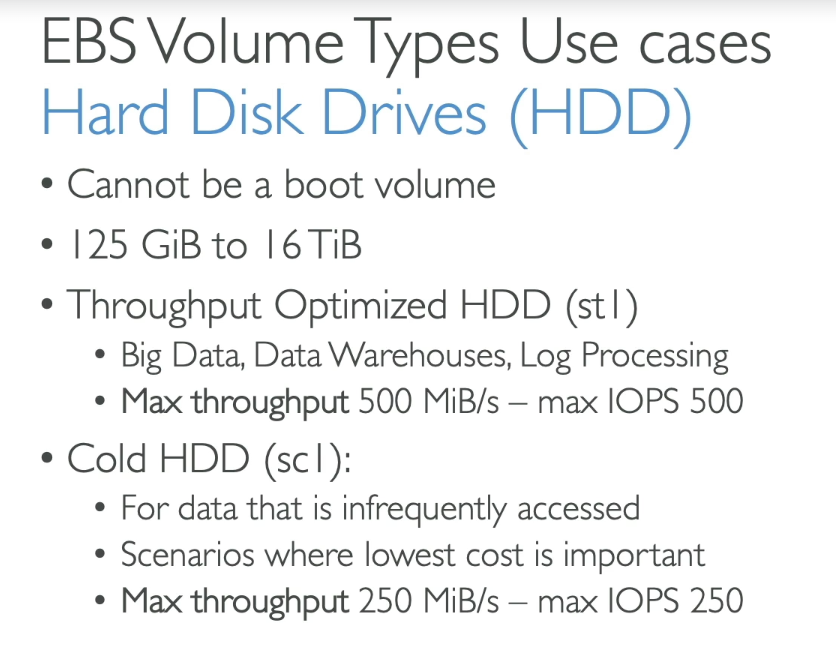 EBS Volume Types Use cases
Hard Disk Drives (HDD)
• Cannot be a boot volume
• 125 GiB to 16 TiB
• Throughput Optimized HDD (st1)
• Big Data, Data Warehouses, Log Processing
• Max throughput 500 MiB/s – max IOPS 500
• Cold HDD (sc1):
• For data that is infrequently accessed
• Scenarios where lowest cost is important
• Max throughput 250 MiB/s – max IOPS 250